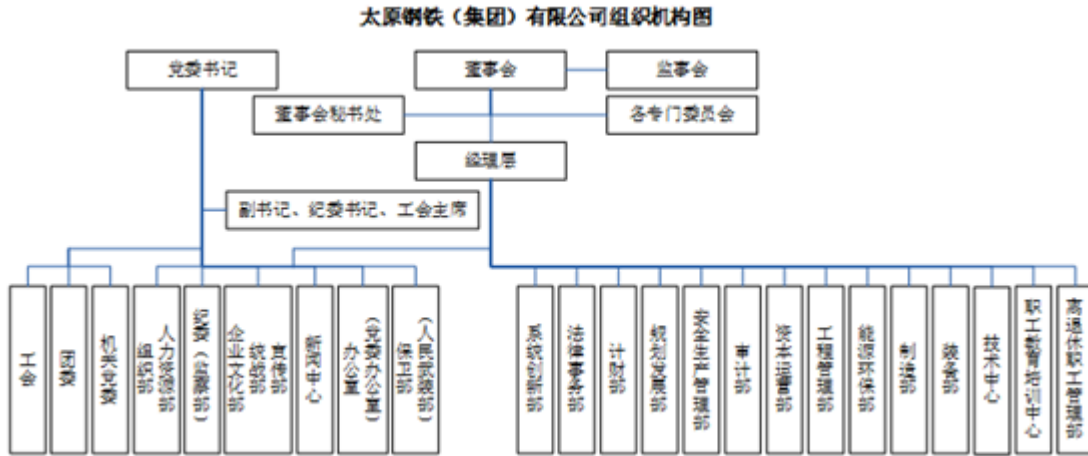 太原钢铁（集团）有限公司组织机构图
党委书记
董事会
监事会
董事会秘书处
各专门委员会
经理层
副书记、纪委书记、工会主席
工会
团委
机关党委
人力资源部
组织部
纪委（监察部）
宣传部
统战部
企业文化部
新闻中心
（党委办公室）
办公室
（人民武装部）
保卫部
系统创新部
法律事务部
计财部
规划发展部
安全生产管理部
审计部
资本运营部
工程管理部
能源环保部
制造部
装备部
技术中心
职工教育培训中心
离退休职工管理部